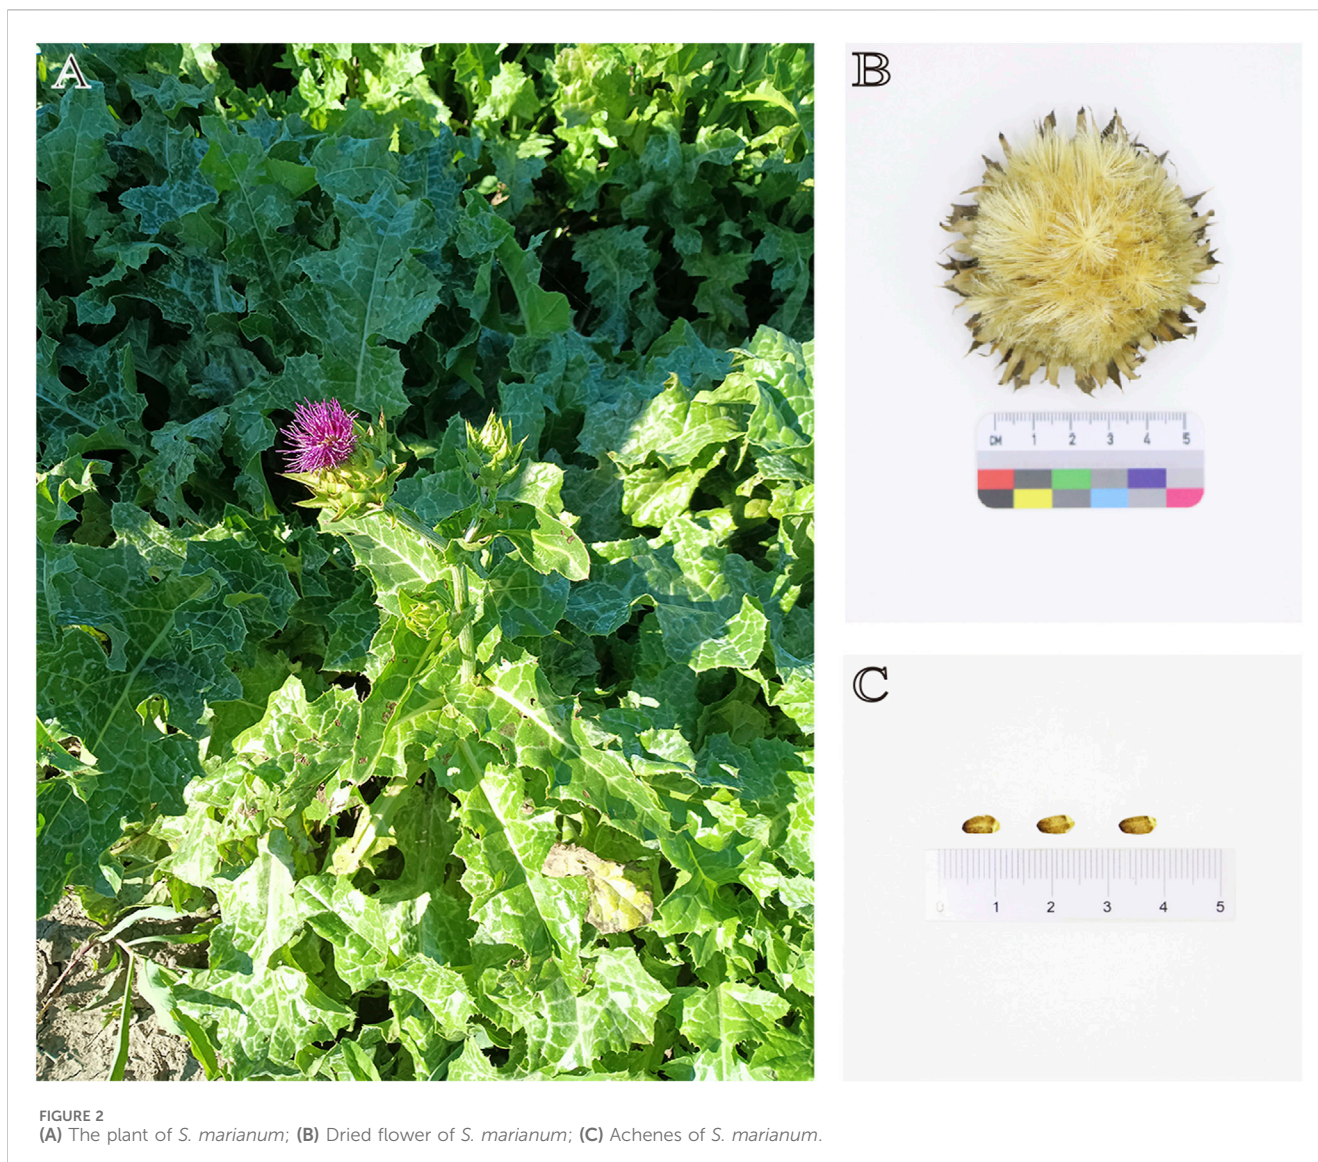 A
B
CM 1 2 3 4 5
C
0 1 2 3 4 5
FIGURE 2
(A) The plant of S. marianum; (B) Dried flower of S. marianum; (C) Achenes of S. marianum.